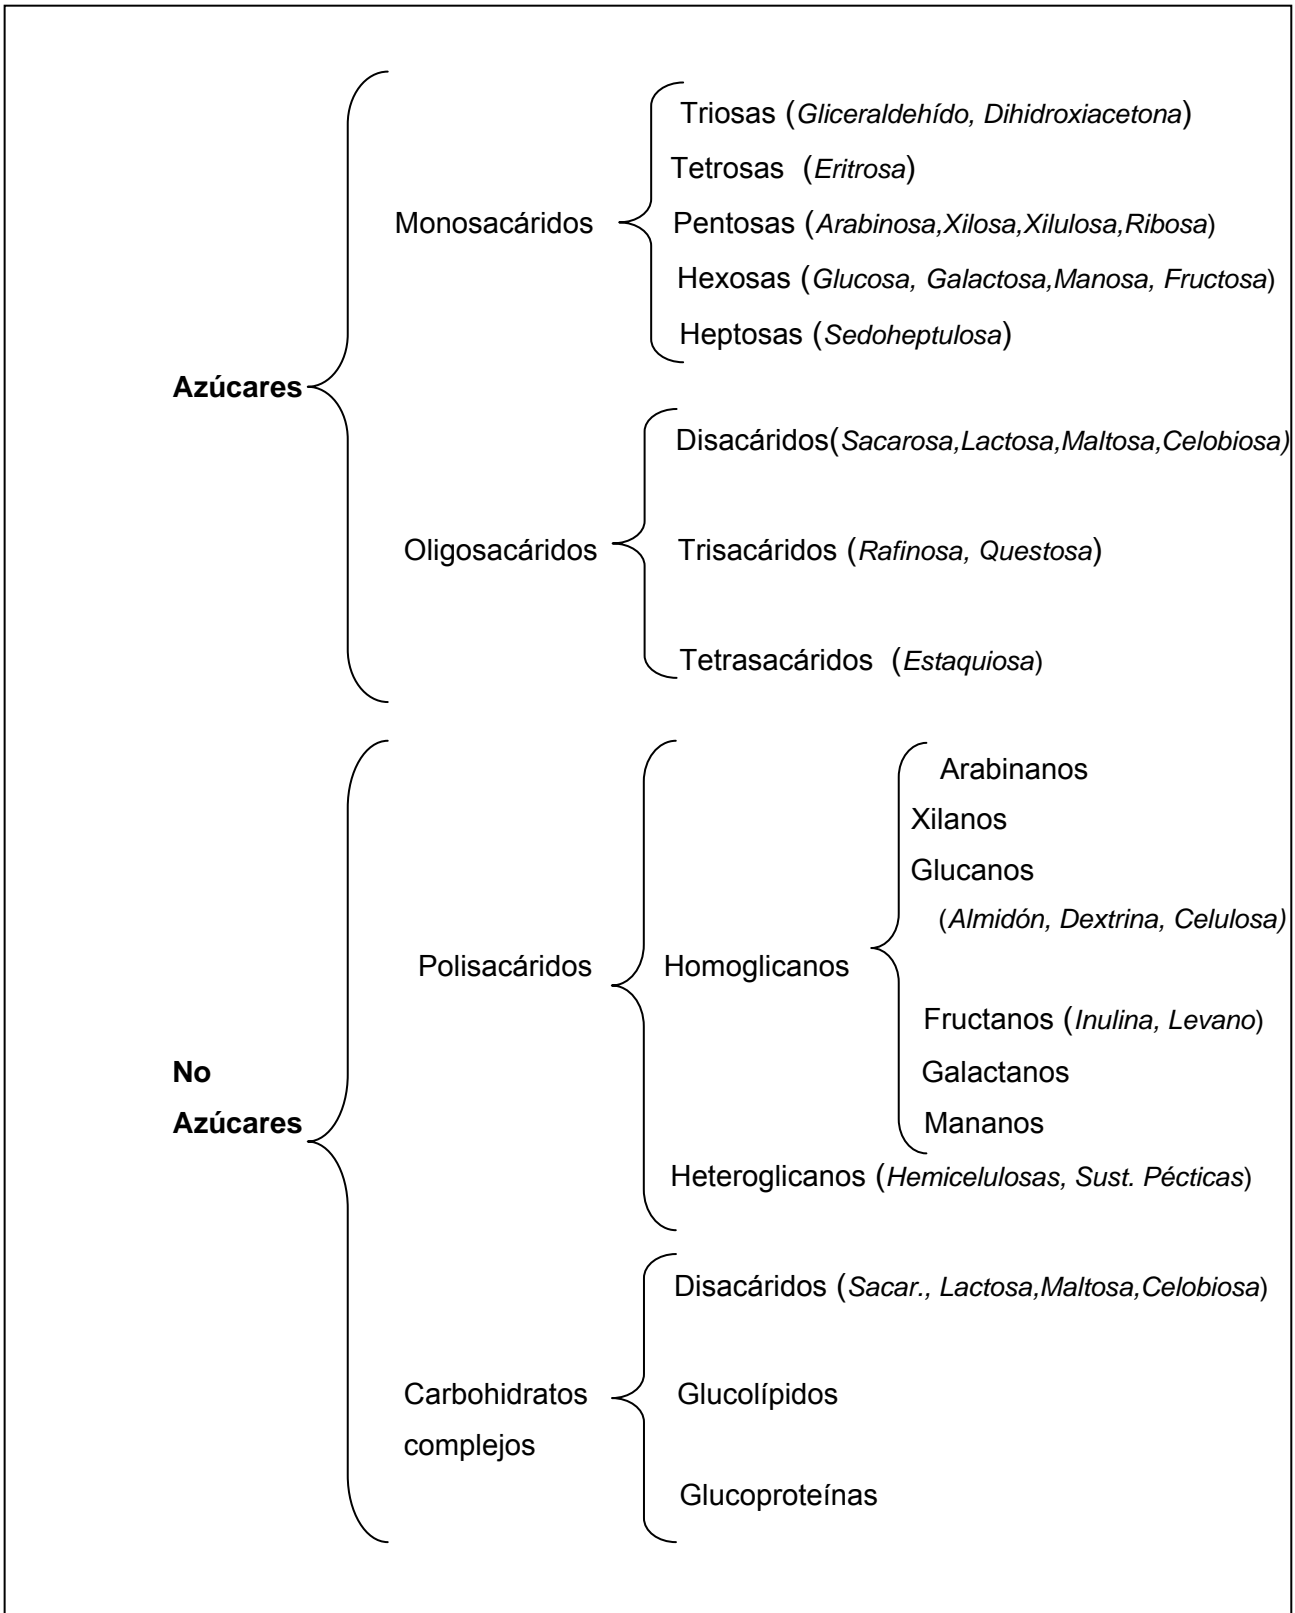 Triosas (Gliceraldehído, Dihidroxiacetona)
Tetrosas (Eritrosa)
Monosacáridos
Pentosas (Arabinosa,Xilosa,Xilulosa,Ribosa)
Hexosas (Glucosa, Galactosa,Manosa, Fructosa)
Heptosas (Sedoheptulosa)
Azúcares
Disacáridos(Sacarosa,Lactosa,Maltosa,Celobiosa)
Oligosacáridos
Trisacáridos (Rafinosa, Questosa)
Tetrasacáridos (Estaquiosa)
Arabinanos
Xilanos
Glucanos
(Almidón, Dextrina, Celulosa)
Polisacáridos
Homoglicanos
Fructanos (Inulina, Levano)
No
Azúcares
Galactanos
Mananos
Heteroglicanos (Hemicelulosas, Sust. Pécticas)
Disacáridos (Sacar., Lactosa,Maltosa,Celobiosa)
Carbohidratos
complejos
Glucolípidos
Glucoproteínas